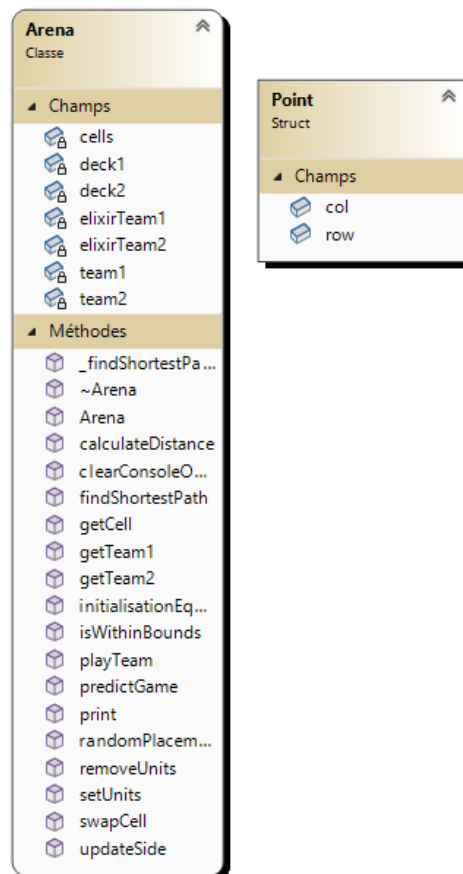 Arena
Classe
Champs
cells
deck1
deck2
elixirTeam1
elixirTeam2
team1
team2
Méthodes
_findShortestPa...
~Arena
Arena
calculateDistance
clearConsoleO...
findShortestPath
getCell
getTeam1
getTeam2
initialisationEq...
isWithinBounds
playTeam
predictGame
print
randomPlacem...
removeUnits
setUnits
swapCell
updateSide
Point
Struct
Champs
col
row